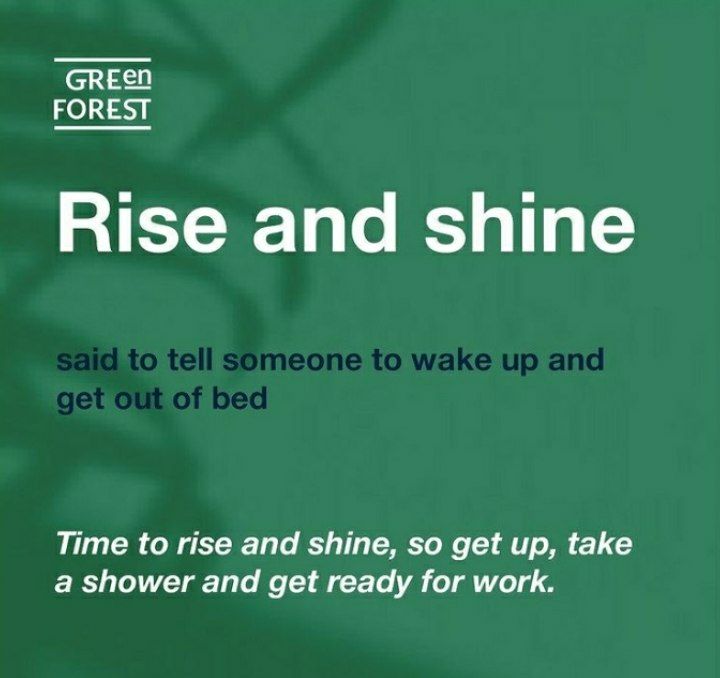 GREen
FOREST
Rise and shine
said to tell someone to wake up and
get out of bed
Time to rise and shine, so get up, take
a shower and get ready for work.